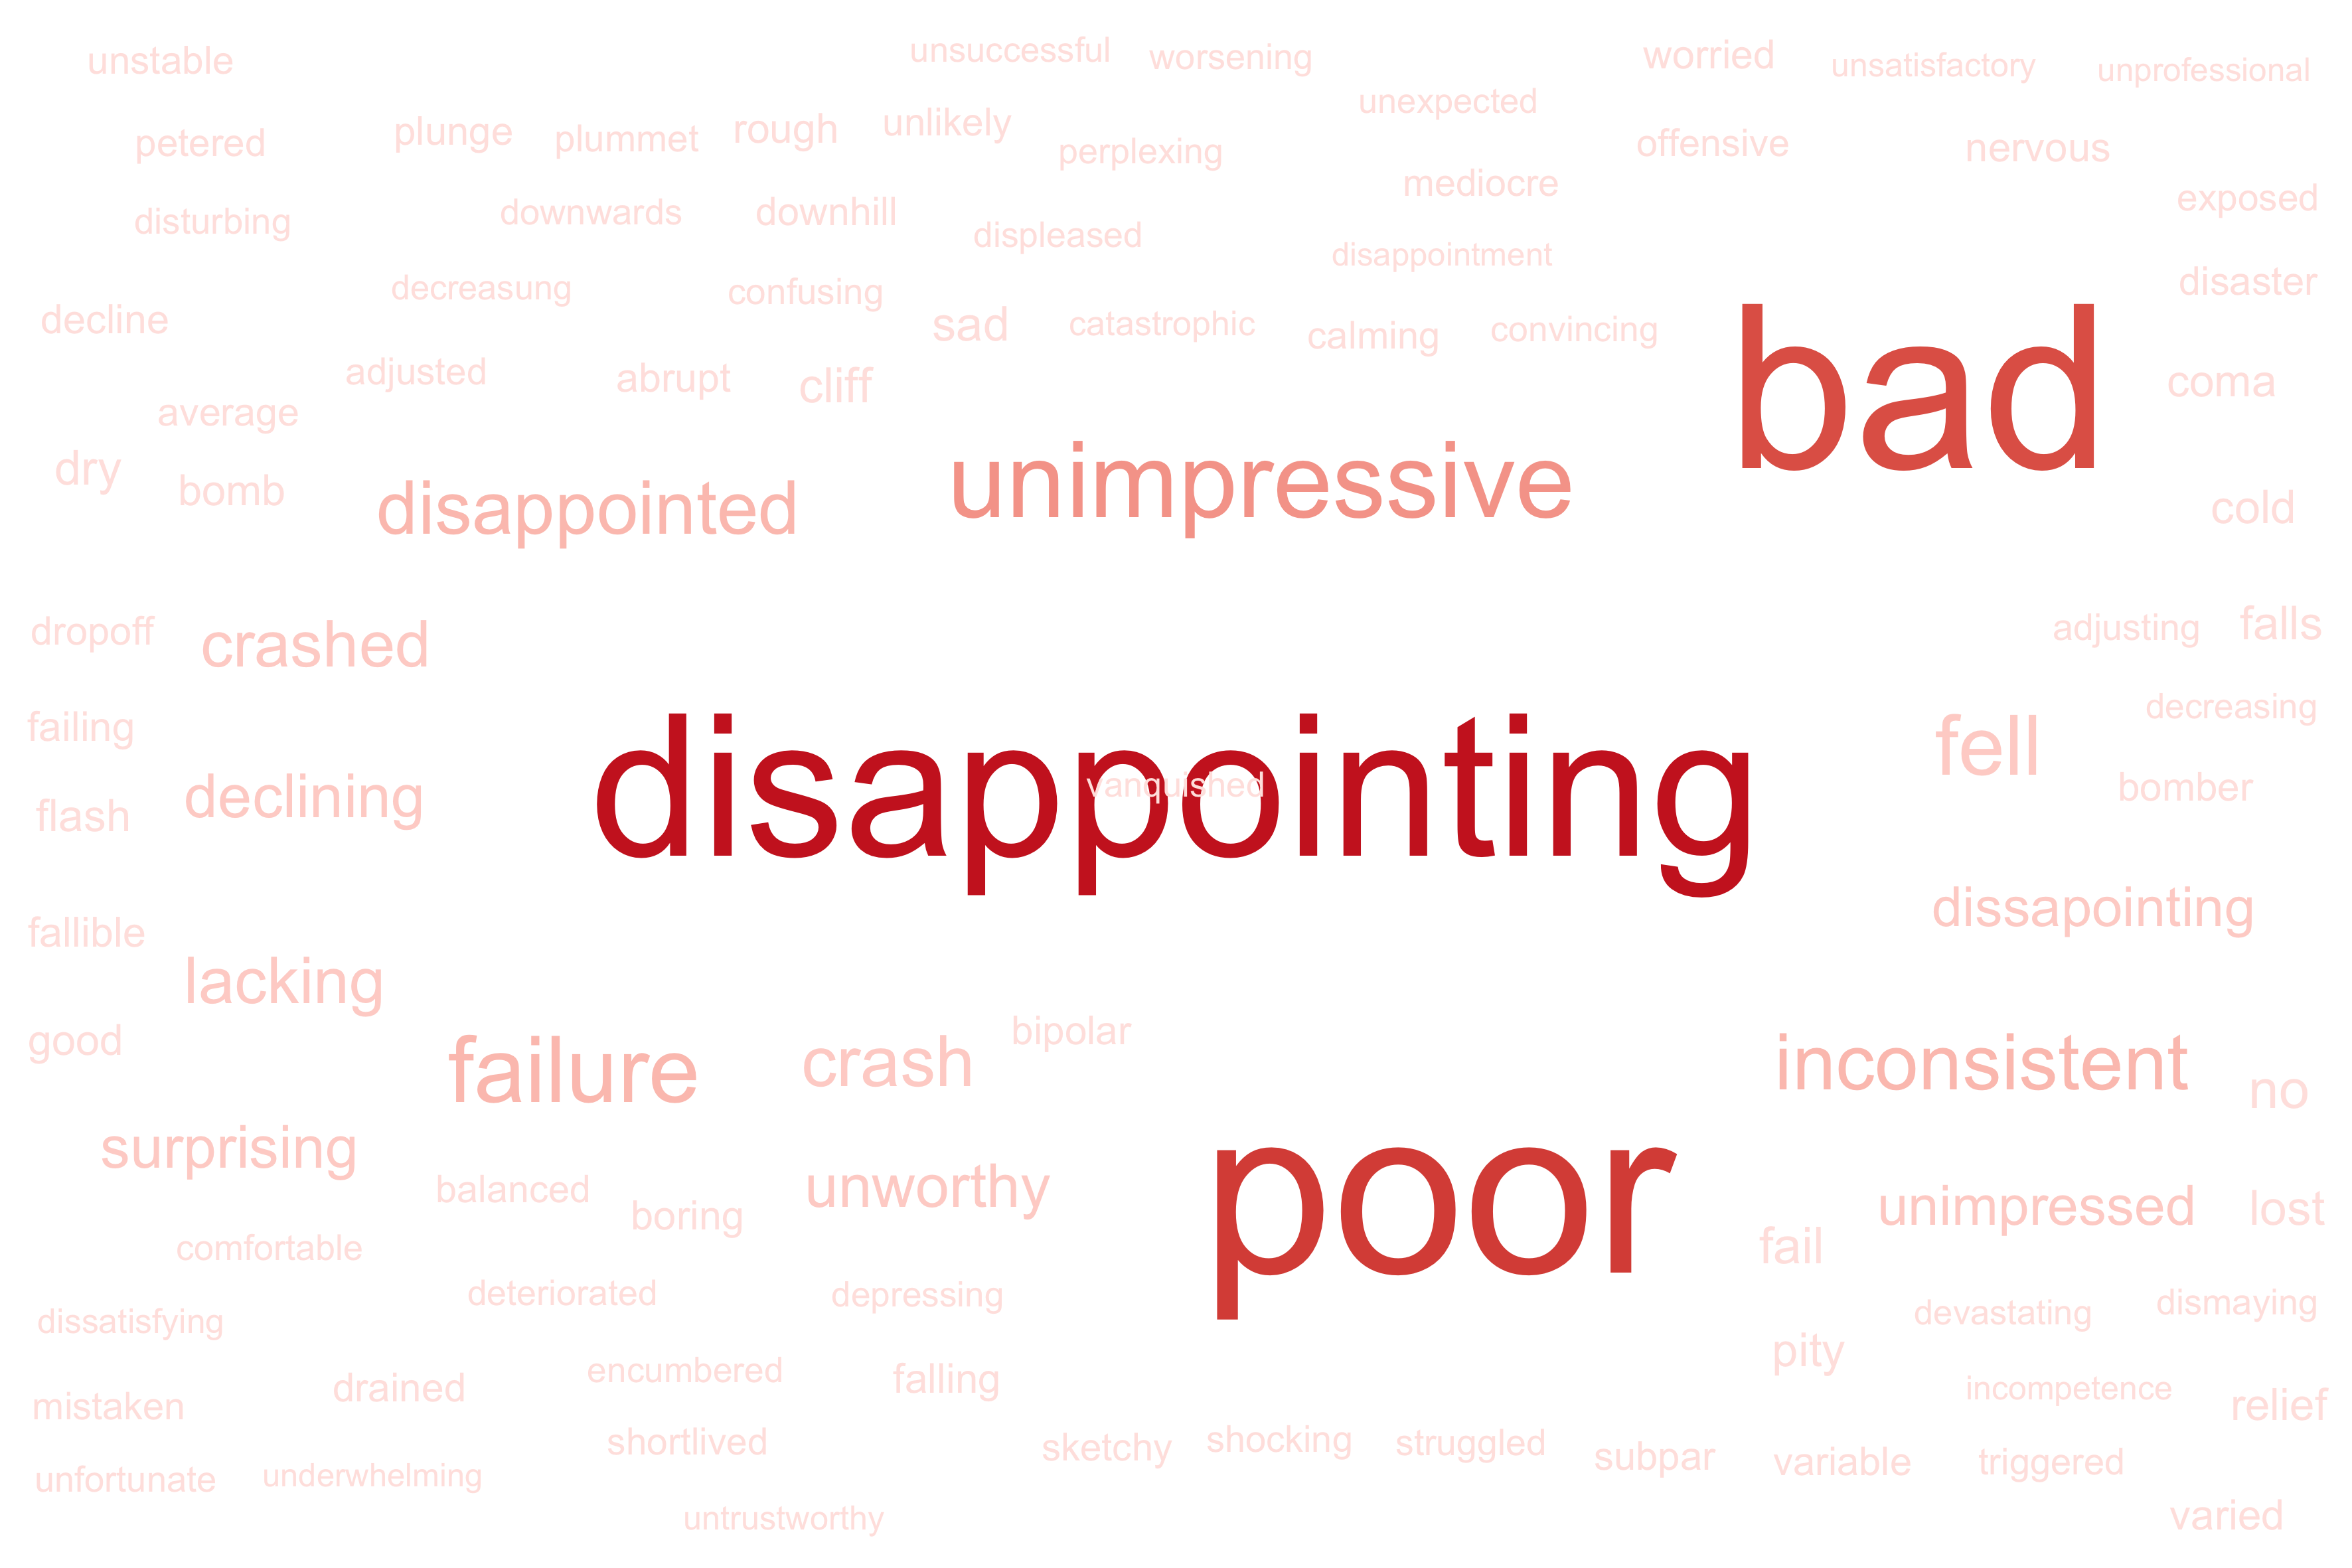 unsuccessful worsening worried unsatisfactory unprofessional
unstable
unexpected
petered plunge plummet rough unlikely perplexing offensive nervous
mediocre exposed
disturbing downwards downhill displeased
disappointment disaster
decreasung confusing
decline sad catastrophic calming convincing bad
adjusted abrupt cliff coma
average
dry bomb disappointed unimpressive cold
dropoff crashed adjusting falls
failing fell decreasing
declining disappointing bomber
vanquished
flash
fallible dissapointing
lacking
good failure crash bipolar inconsistent no
surprising balanced unworthy poor unimpressed lost
boring fail
comfortable
dissatisfying deteriorated depressing devastating dismaying
pity
mistaken drained encumbered falling incompetence relief
shortlived sketchy shocking struggled subpar variable triggered
unfortunate underwhelming
untrustworthy varied